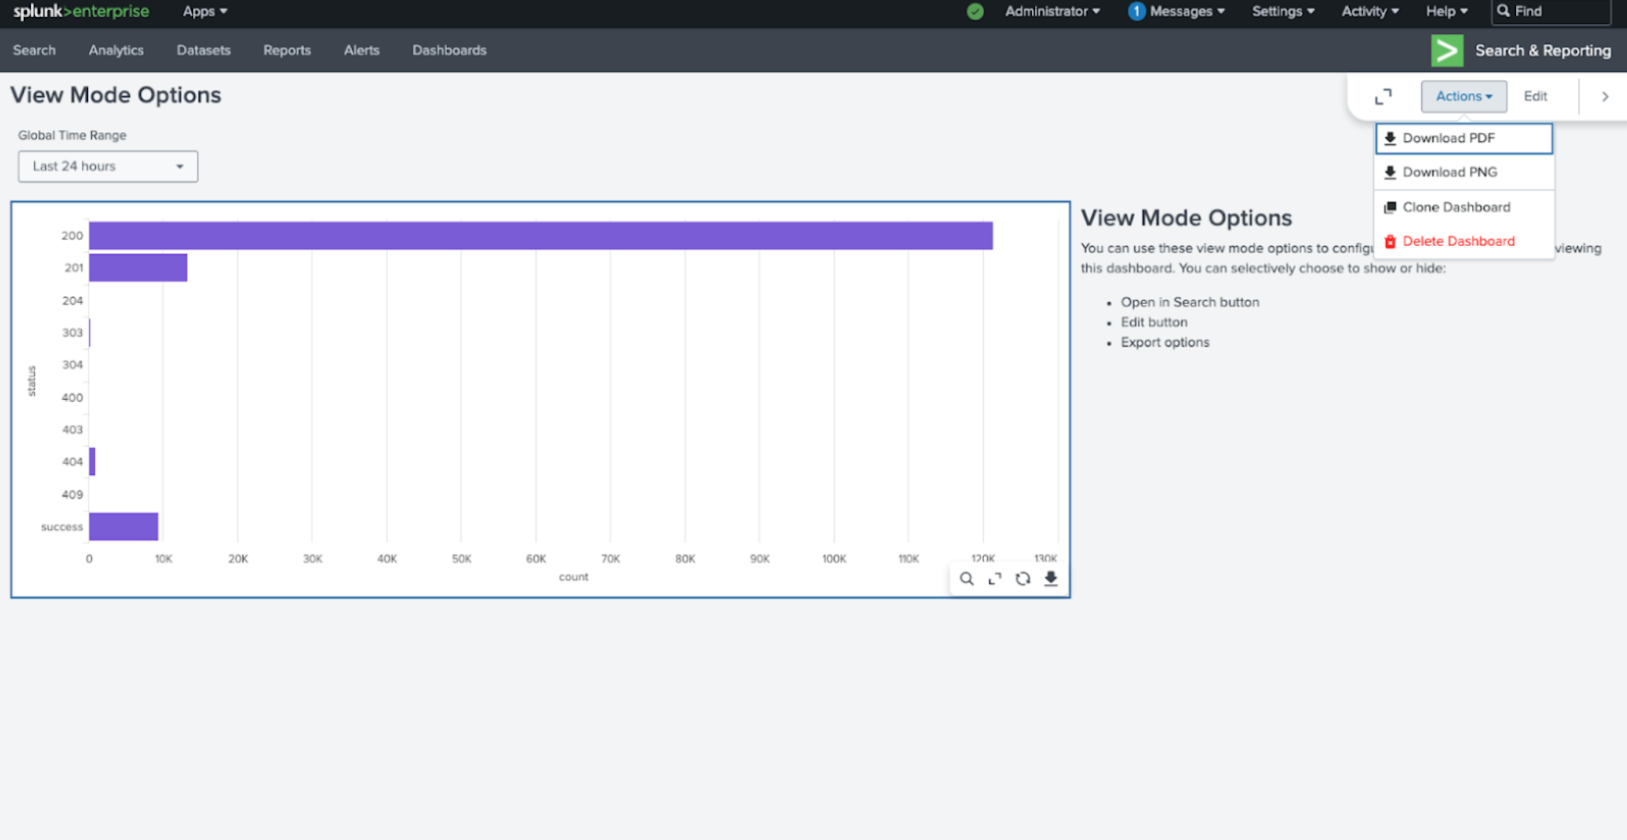 splunk>enterprise Apps Administrator 1 Messages Settings Activity Help Find
Search Analytics Datasets Reports Alerts Dashboards Search & Reporting
View Mode Options
Actions Edit
Global Time Range
Last 24 hours
Download PDF
Download PNG
Clone Dashboard
Delete Dashboard
200
201
204
303
304
400
403
404
409
success
status
0 10K 20K 30K 40K 50K 60K 70K 80K 90K 100K 110K 120K 130K
count
View Mode Options
You can use these view mode options to viewing
this dashboard. You can selectively choose to show or hide:
• Open in Search button
• Edit button
• Export options